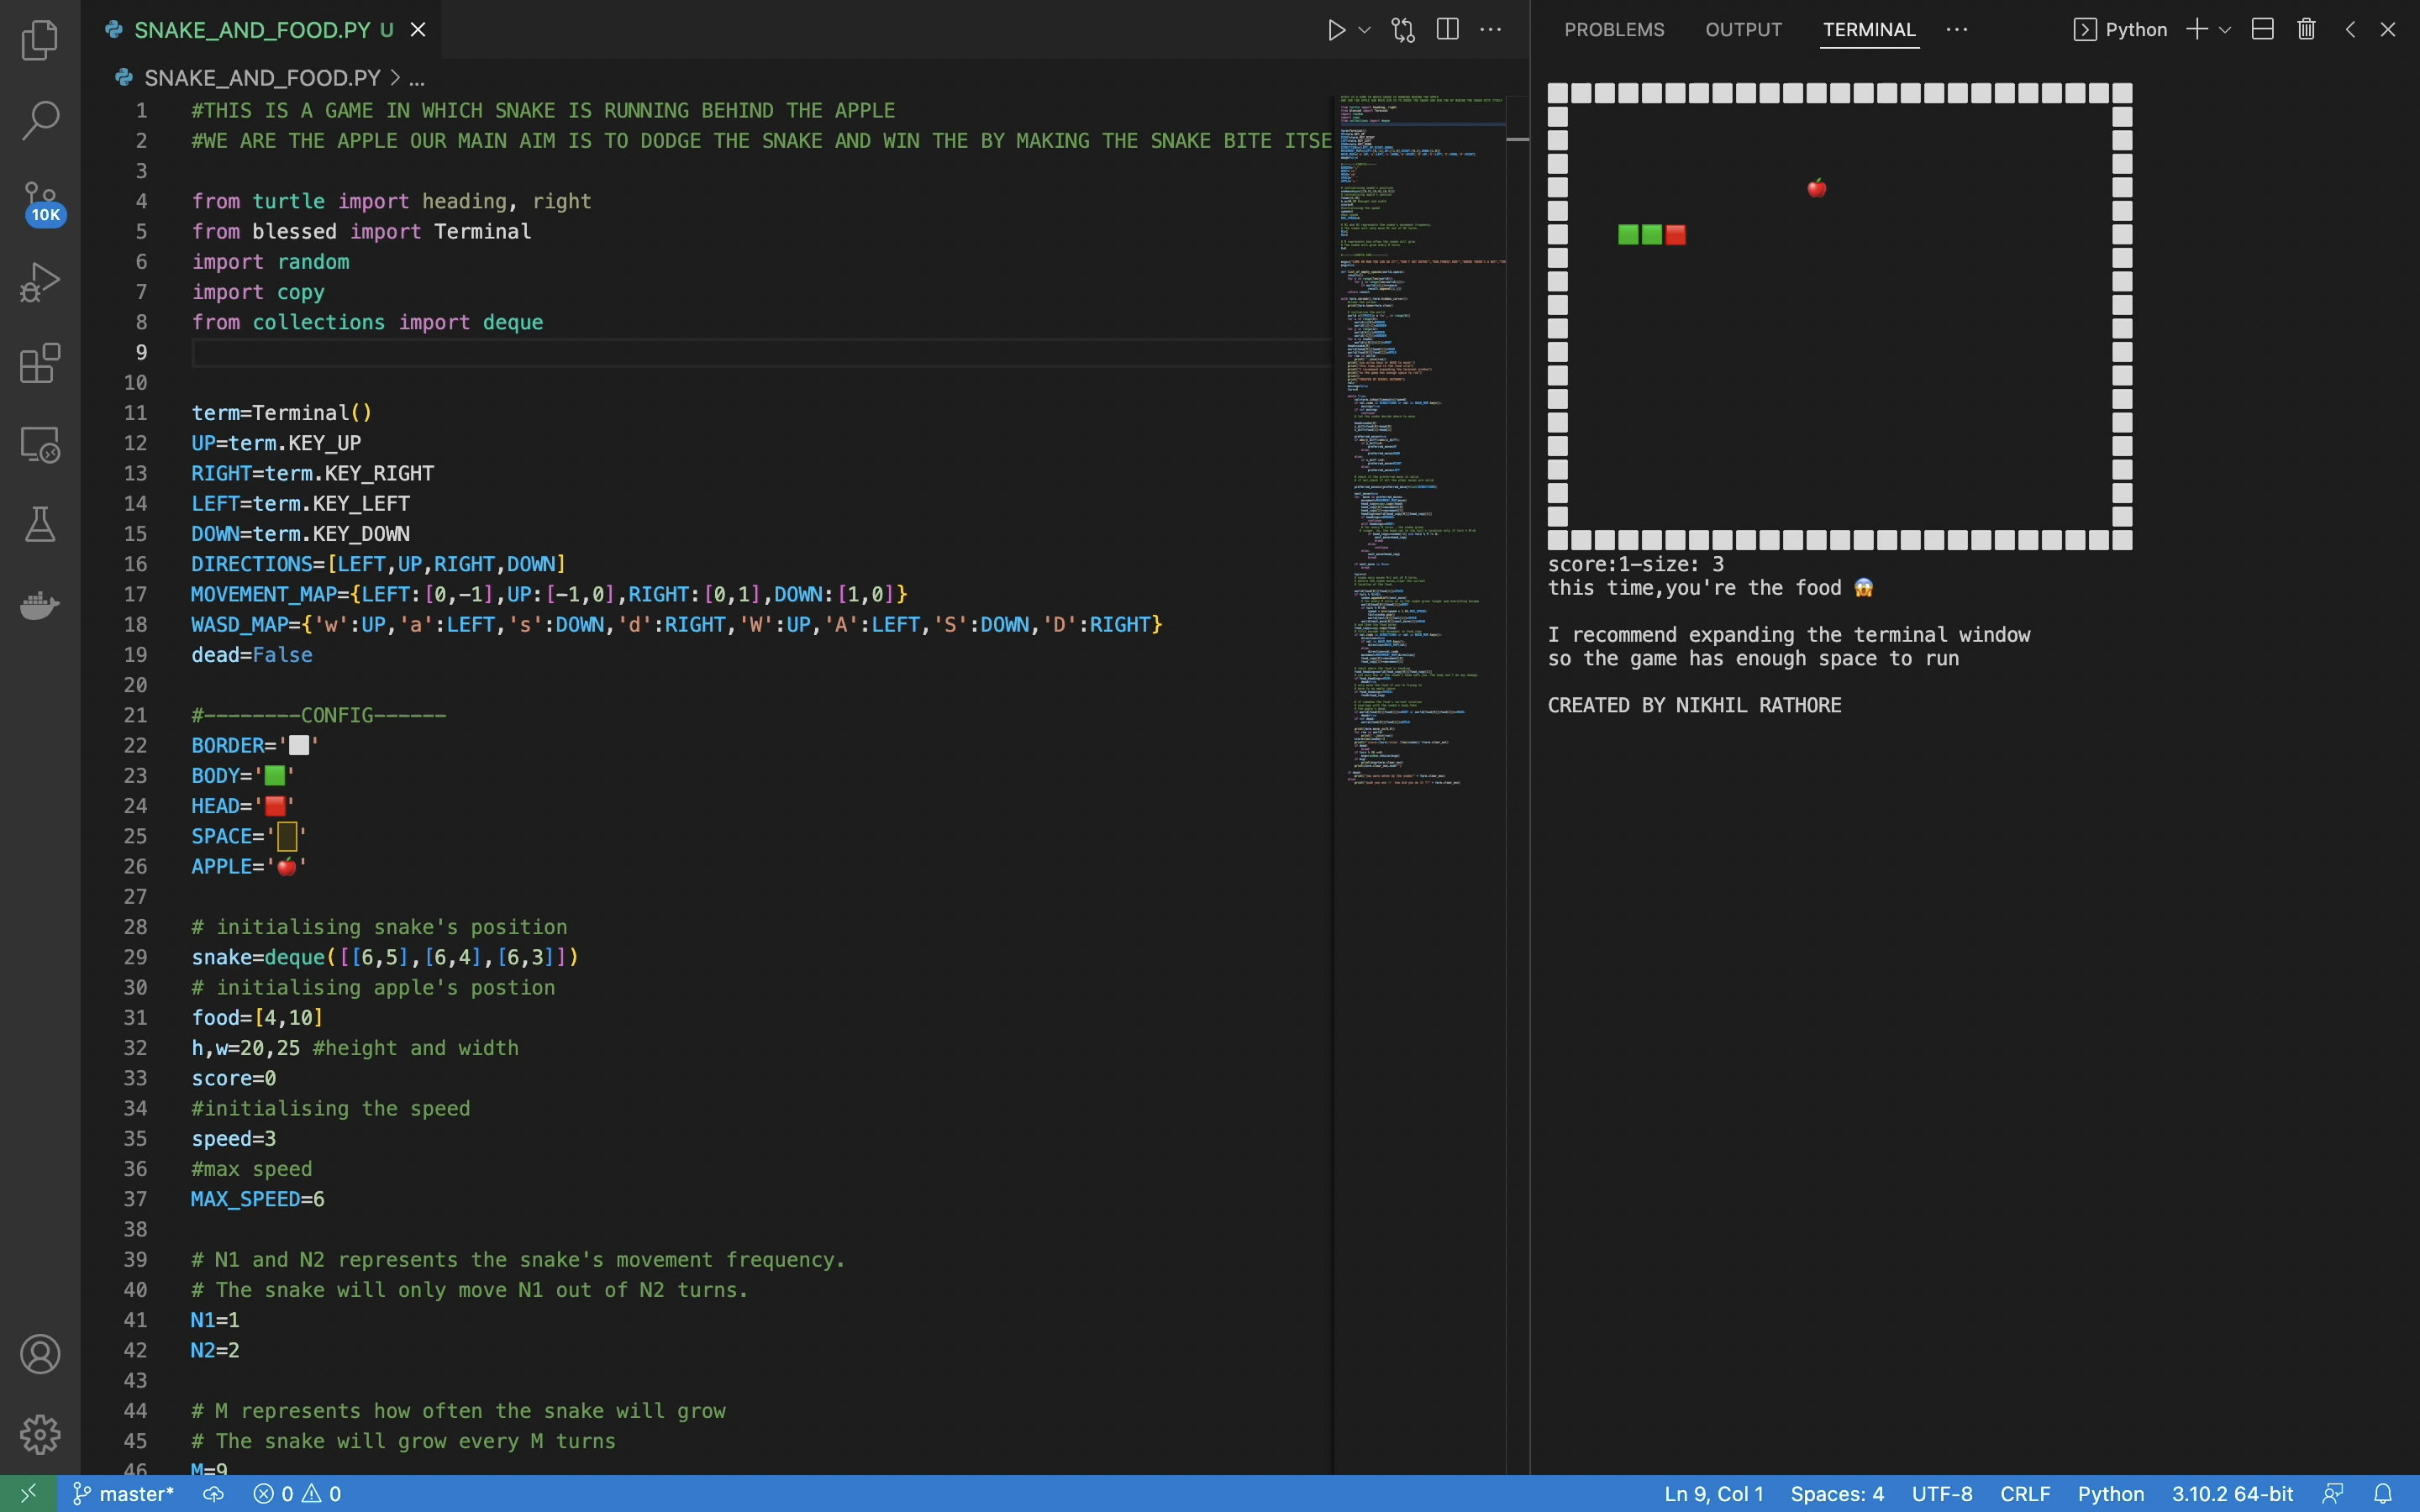 SNAKE_AND_FOOD.PY U
SNAKE_AND_FOOD.PY > ...
10K
1 #THIS IS A GAME IN WHICH SNAKE IS RUNNING BEHIND THE APPLE
2 #WE ARE THE APPLE OUR MAIN AIM IS TO DODGE THE SNAKE AND WIN THE BY MAKING THE SNAKE BITE ITSE
3
4 from turtle import heading, right
5 from blessed import Terminal
6 import random
7 import copy
8 from collections import deque
9
10
11 term=Terminal()
12 UP=term.KEY_UP
13 RIGHT=term.KEY_RIGHT
14 LEFT=term.KEY_LEFT
15 DOWN=term.KEY_DOWN
16 DIRECTIONS=[LEFT,UP,RIGHT,DOWN]
17 MOVEMENT_MAP={LEFT:[0,-1],UP:[-1,0],RIGHT:[0,1],DOWN:[1,0]}
18 WASD_MAP={'w':UP,'a':LEFT,'s':DOWN,'d':RIGHT,'W':UP,'A':LEFT,'S':DOWN,'D':RIGHT}
19 dead=False
20
21 #--------CONFIG------
22 BORDER='⬜'
23 BODY='🟩'
24 HEAD='🟥'
25 SPACE=' '
26 APPLE='🍎'
27
28 # initialising snake's position
29 snake=deque([[6,5],[6,4],[6,3]])
30 # initialising apple's postion
31 food=[4,10]
32 h,w=20,25 #height and width
33 score=0
34 #initialising the speed
35 speed=3
36 #max speed
37 MAX_SPEED=6
38
39 # N1 and N2 represents the snake's movement frequency.
40 # The snake will only move N1 out of N2 turns.
41 N1=1
42 N2=2
43
44 # M represents how often the snake will grow
45 # The snake will grow every M turns
46 M=9
PROBLEMS OUTPUT TERMINAL ··· Python
score:1-size: 3
this time,you're the food 😱
I recommend expanding the terminal window
so the game has enough space to run
CREATED BY NIKHIL RATHORE
master* 0 0 Ln 9, Col 1 Spaces: 4 UTF-8 CRLF Python 3.10.2 64-bit